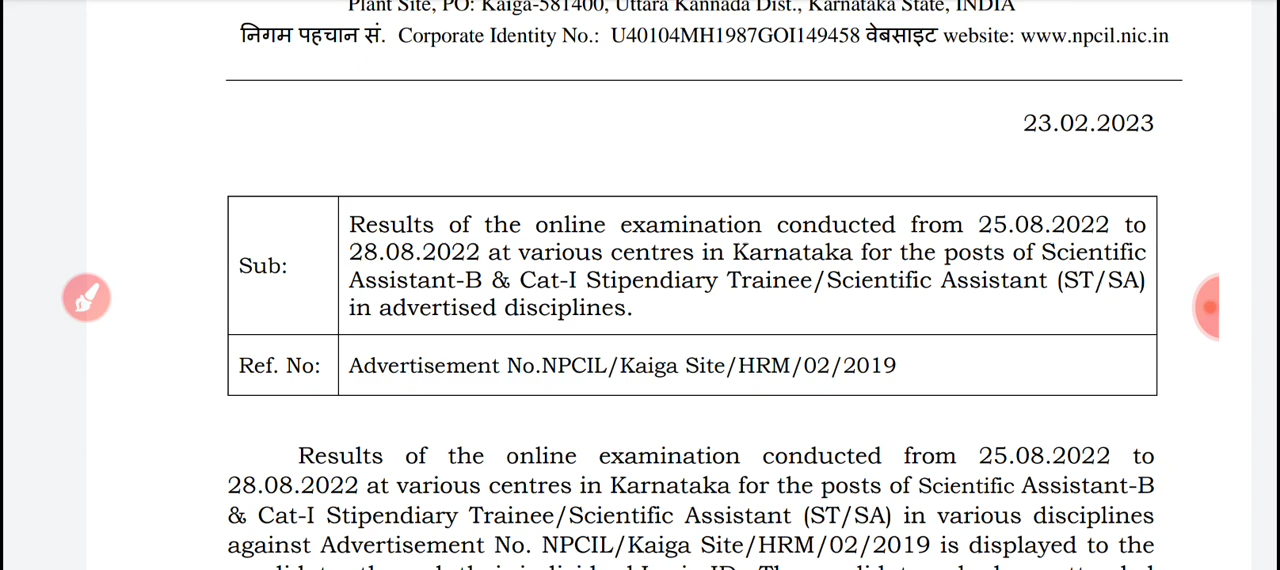 Plant Site, PO: Kaiga-581400, Uttara Kannada Dist., Karnataka State, INDIA
निगम पहचान सं. Corporate Identity No.: U40104MH1987GOI149458 वेबसाइट website: www.npcil.nic.in
23.02.2023
Results of the online examination conducted from 25.08.2022 to
28.08.2022 at various centres in Karnataka for the posts of Scientific
Sub:
Assistant-B & Cat-I Stipendiary Trainee/Scientific Assistant (ST/SA)
in advertised disciplines.
Ref. No: Advertisement No.NPCIL/Kaiga Site/HRM/02/2019
Results of the online examination conducted from 25.08.2022 to
28.08.2022 at various centres in Karnataka for the posts of Scientific Assistant-B
& Cat-I Stipendiary Trainee/Scientific Assistant (ST/SA) in various disciplines
against Advertisement No. NPCIL/Kaiga Site/HRM/02/2019 is displayed to the